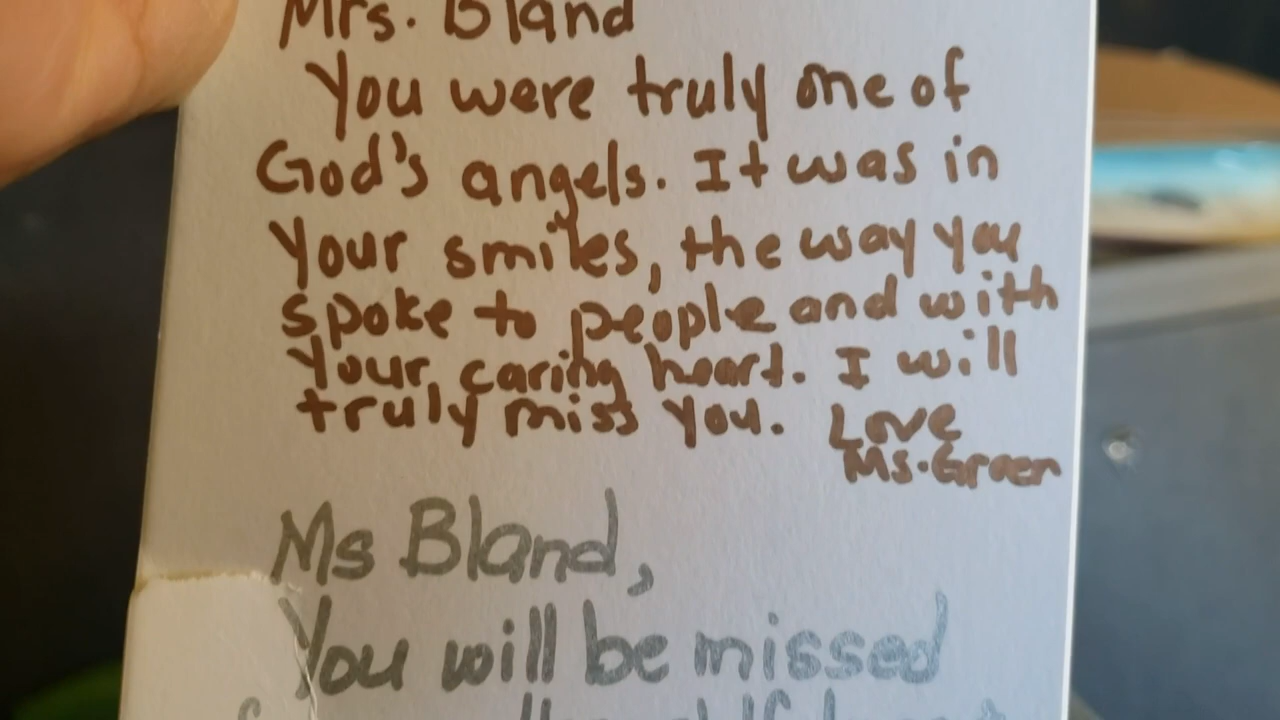 Mrs. Bland
You were truly one of
God's angels. It was in
your smiles, the way you
spoke to people and with
your caring heart. I will
truly miss you. Love
Ms. Green
Ms Bland,
You will be missed